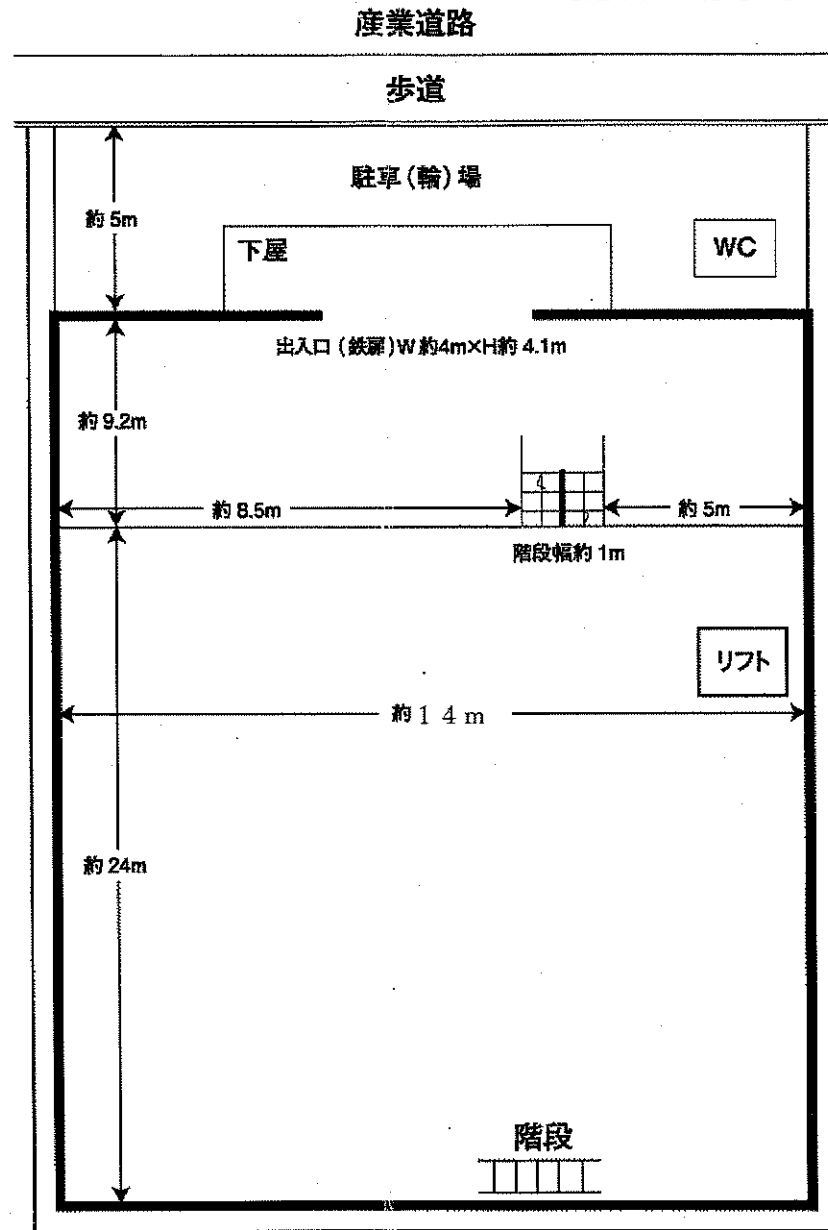 産業道路
歩道
駐車(輪)場
約 5m
下屋
WC
出入口 (鉄扉) W 約4m×H約 4.1m
約 9.2m
約 8.5m
約 5m
階段幅約 1m
リフト
約 1 4 m
約 24m
階段